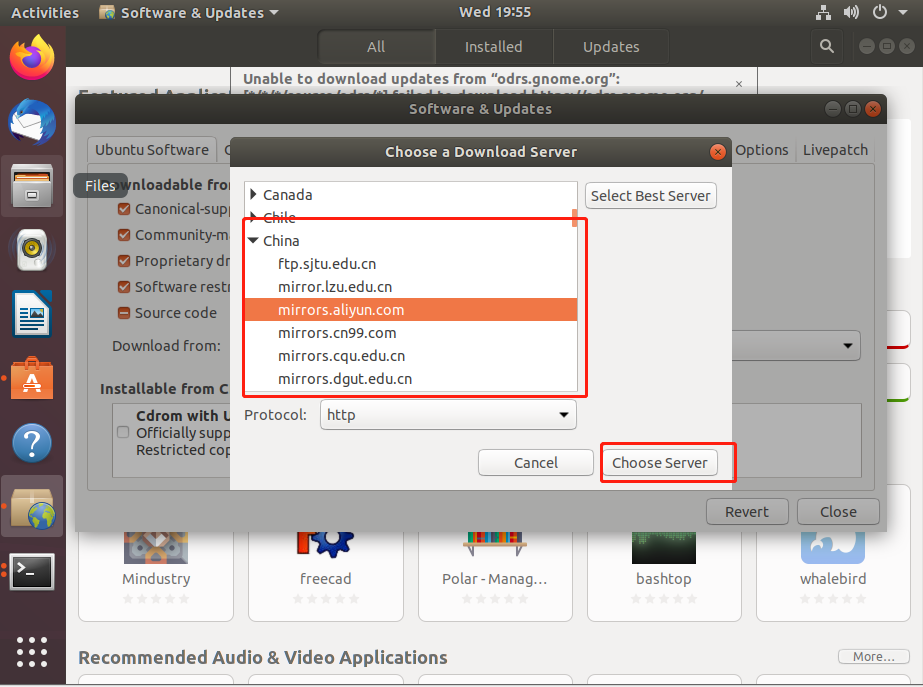 Activities Software & Updates Wed 19:55
All Installed Updates
Unable to download updates from “odrs.gnome.org”:
Software & Updates
Ubuntu Software Options Livepatch
Choose a Download Server
Files
Downloadable fro
Canonical-supp
Community-m
Proprietary dr
Software restr
Source code
Download from:
Canada
Chile
China
ftp.sjtu.edu.cn
mirror.lzu.edu.cn
mirrors.aliyun.com
mirrors.cn99.com
mirrors.cqu.edu.cn
mirrors.dgut.edu.cn
Select Best Server
Protocol: http
Cancel Choose Server
Installable from C
Cdrom with U
Officially supp
Restricted cop
Revert Close
Mindustry freecad Polar - Manag... bashtop whalebird
Recommended Audio & Video Applications More...